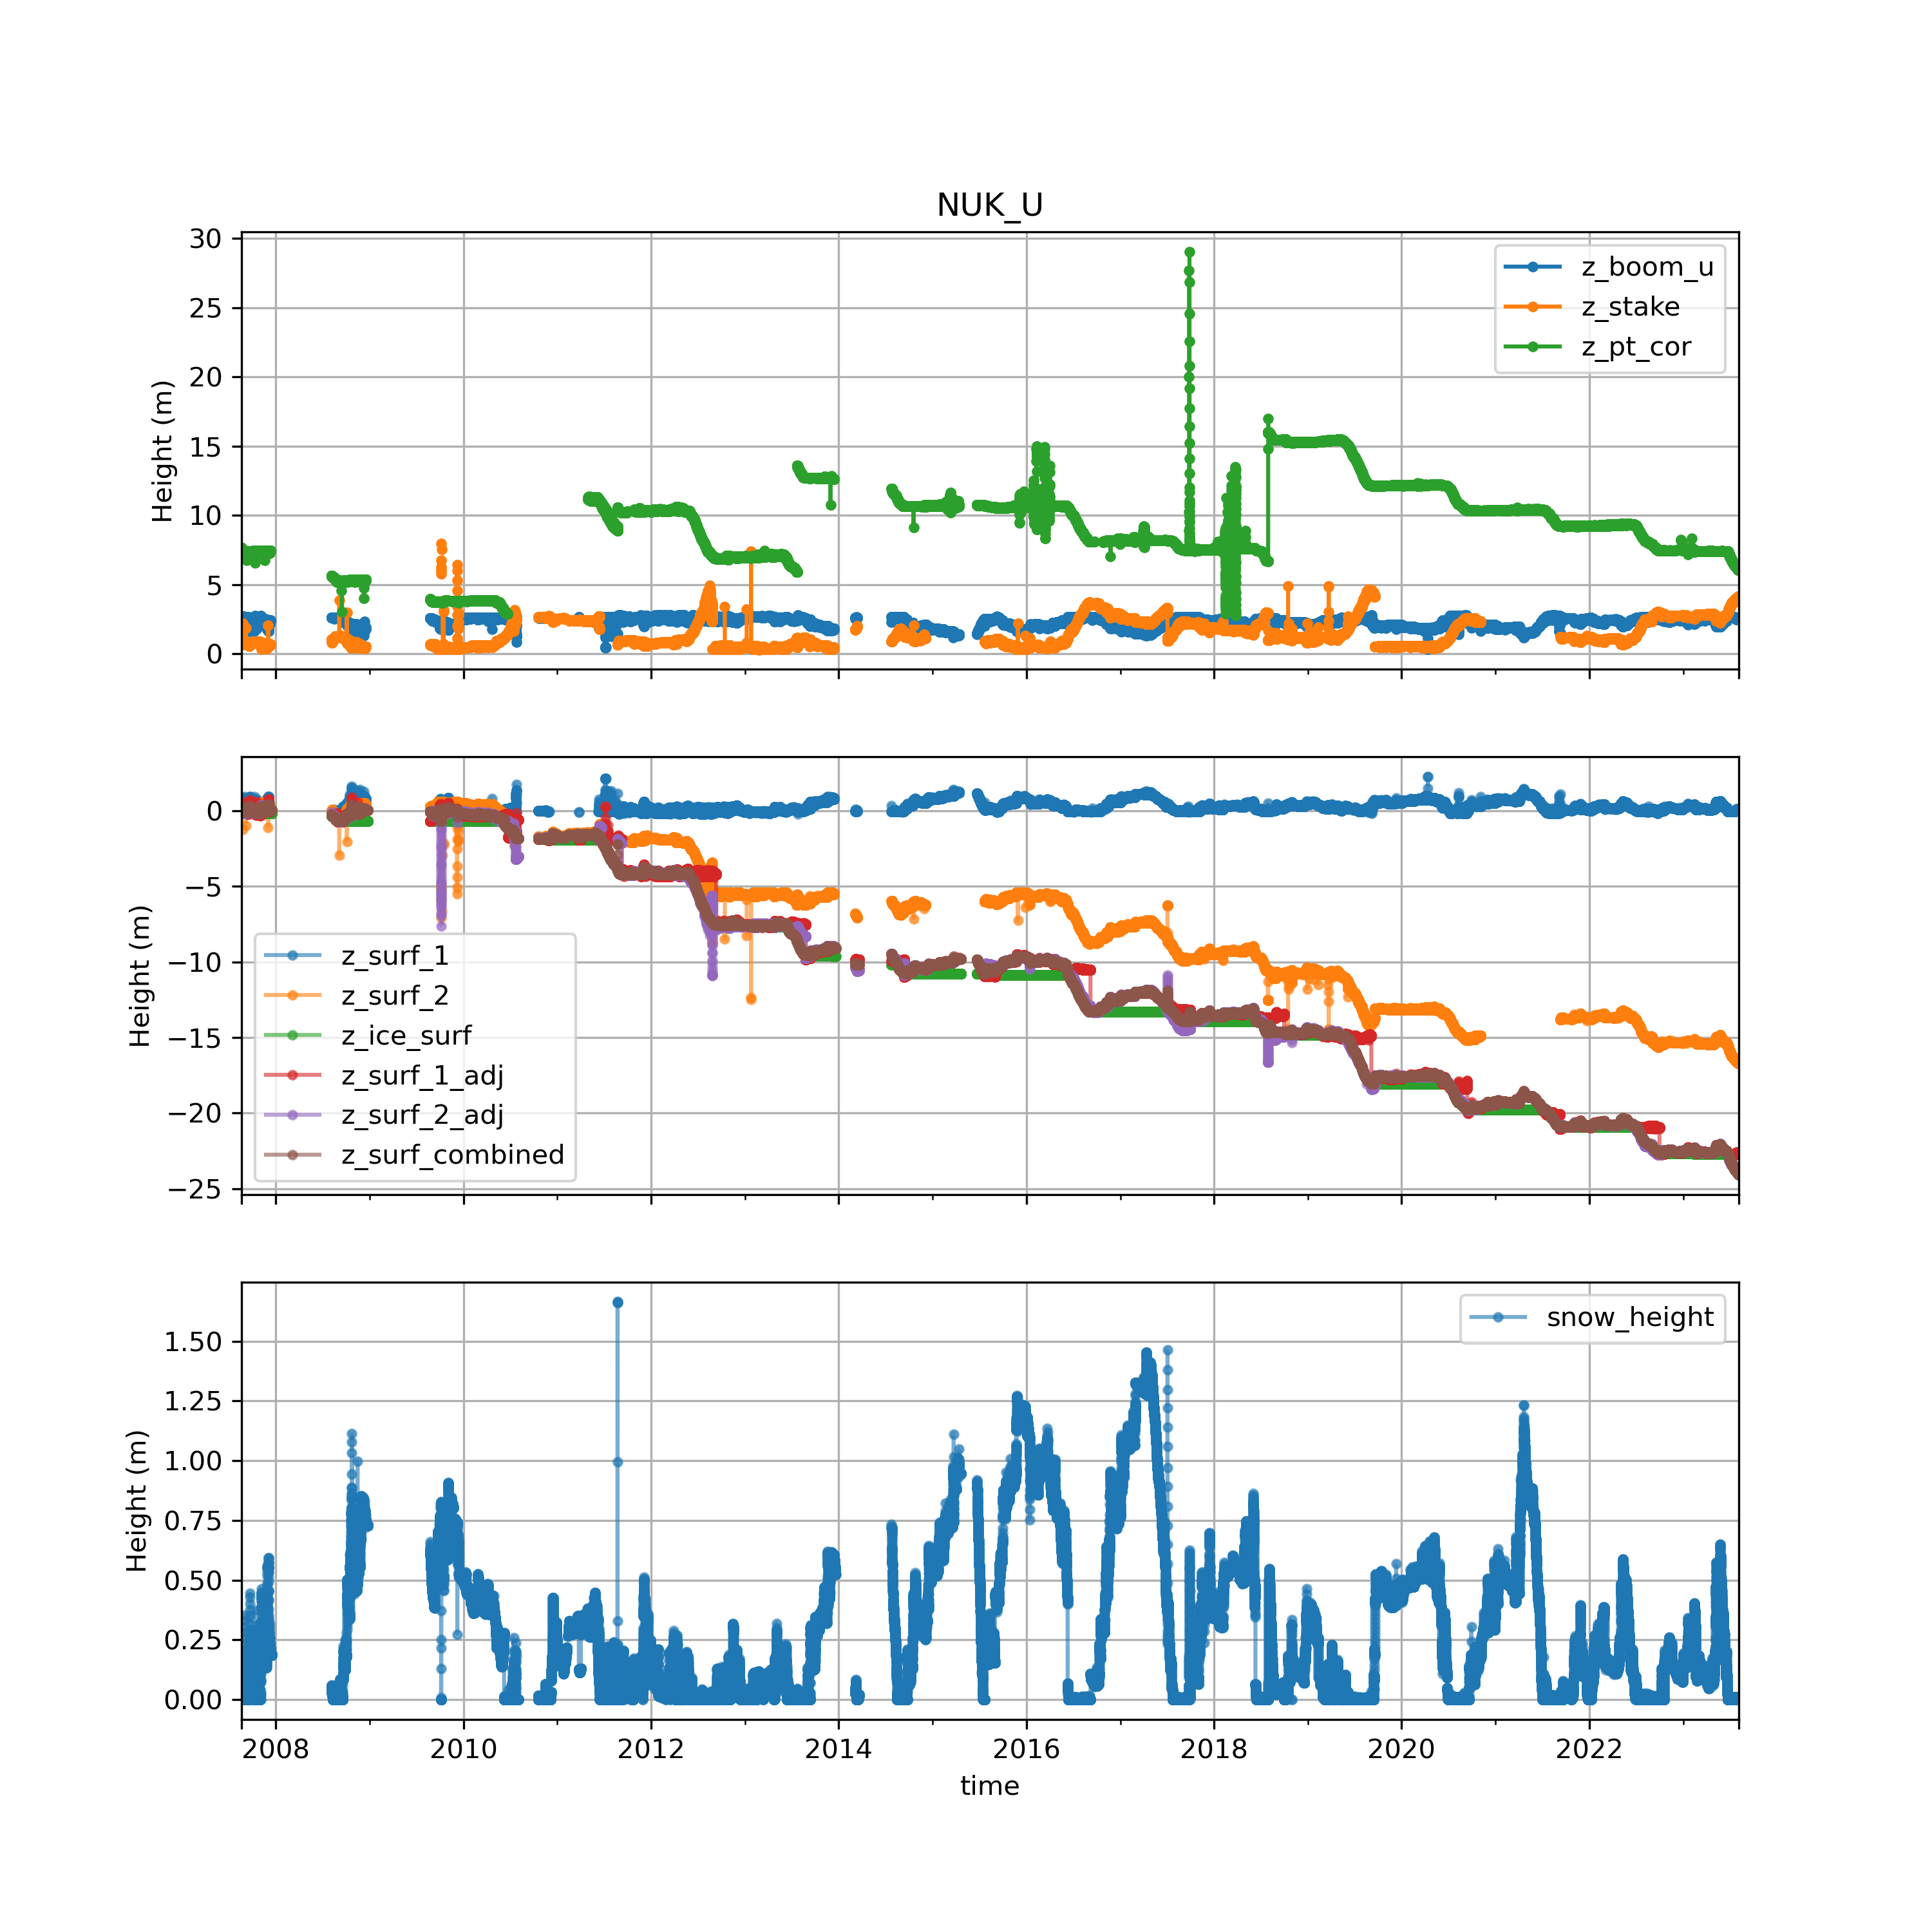 NUK_U
Height (m)
30
25
20
15
10
5
0
z_boom_u
z_stake
z_pt_cor
Height (m)
0
−5
−10
−15
−20
−25
z_surf_1
z_surf_2
z_ice_surf
z_surf_1_adj
z_surf_2_adj
z_surf_combined
Height (m)
1.50
1.25
1.00
0.75
0.50
0.25
0.00
snow_height
2008 2010 2012 2014 2016 2018 2020 2022
time